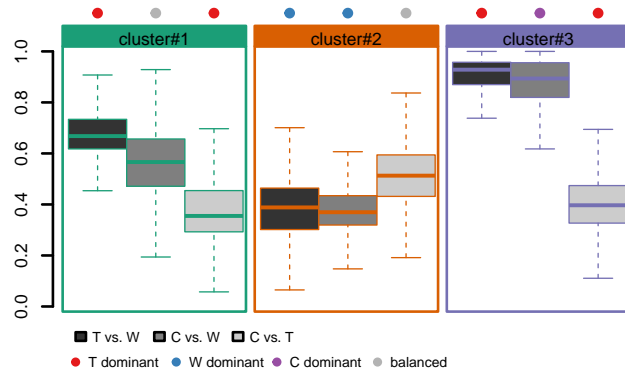 cluster#1 cluster#2 cluster#3
1.0
0.8
0.6
0.4
0.2
0.0
T vs. W C vs. W C vs. T
T dominant W dominant C dominant balanced